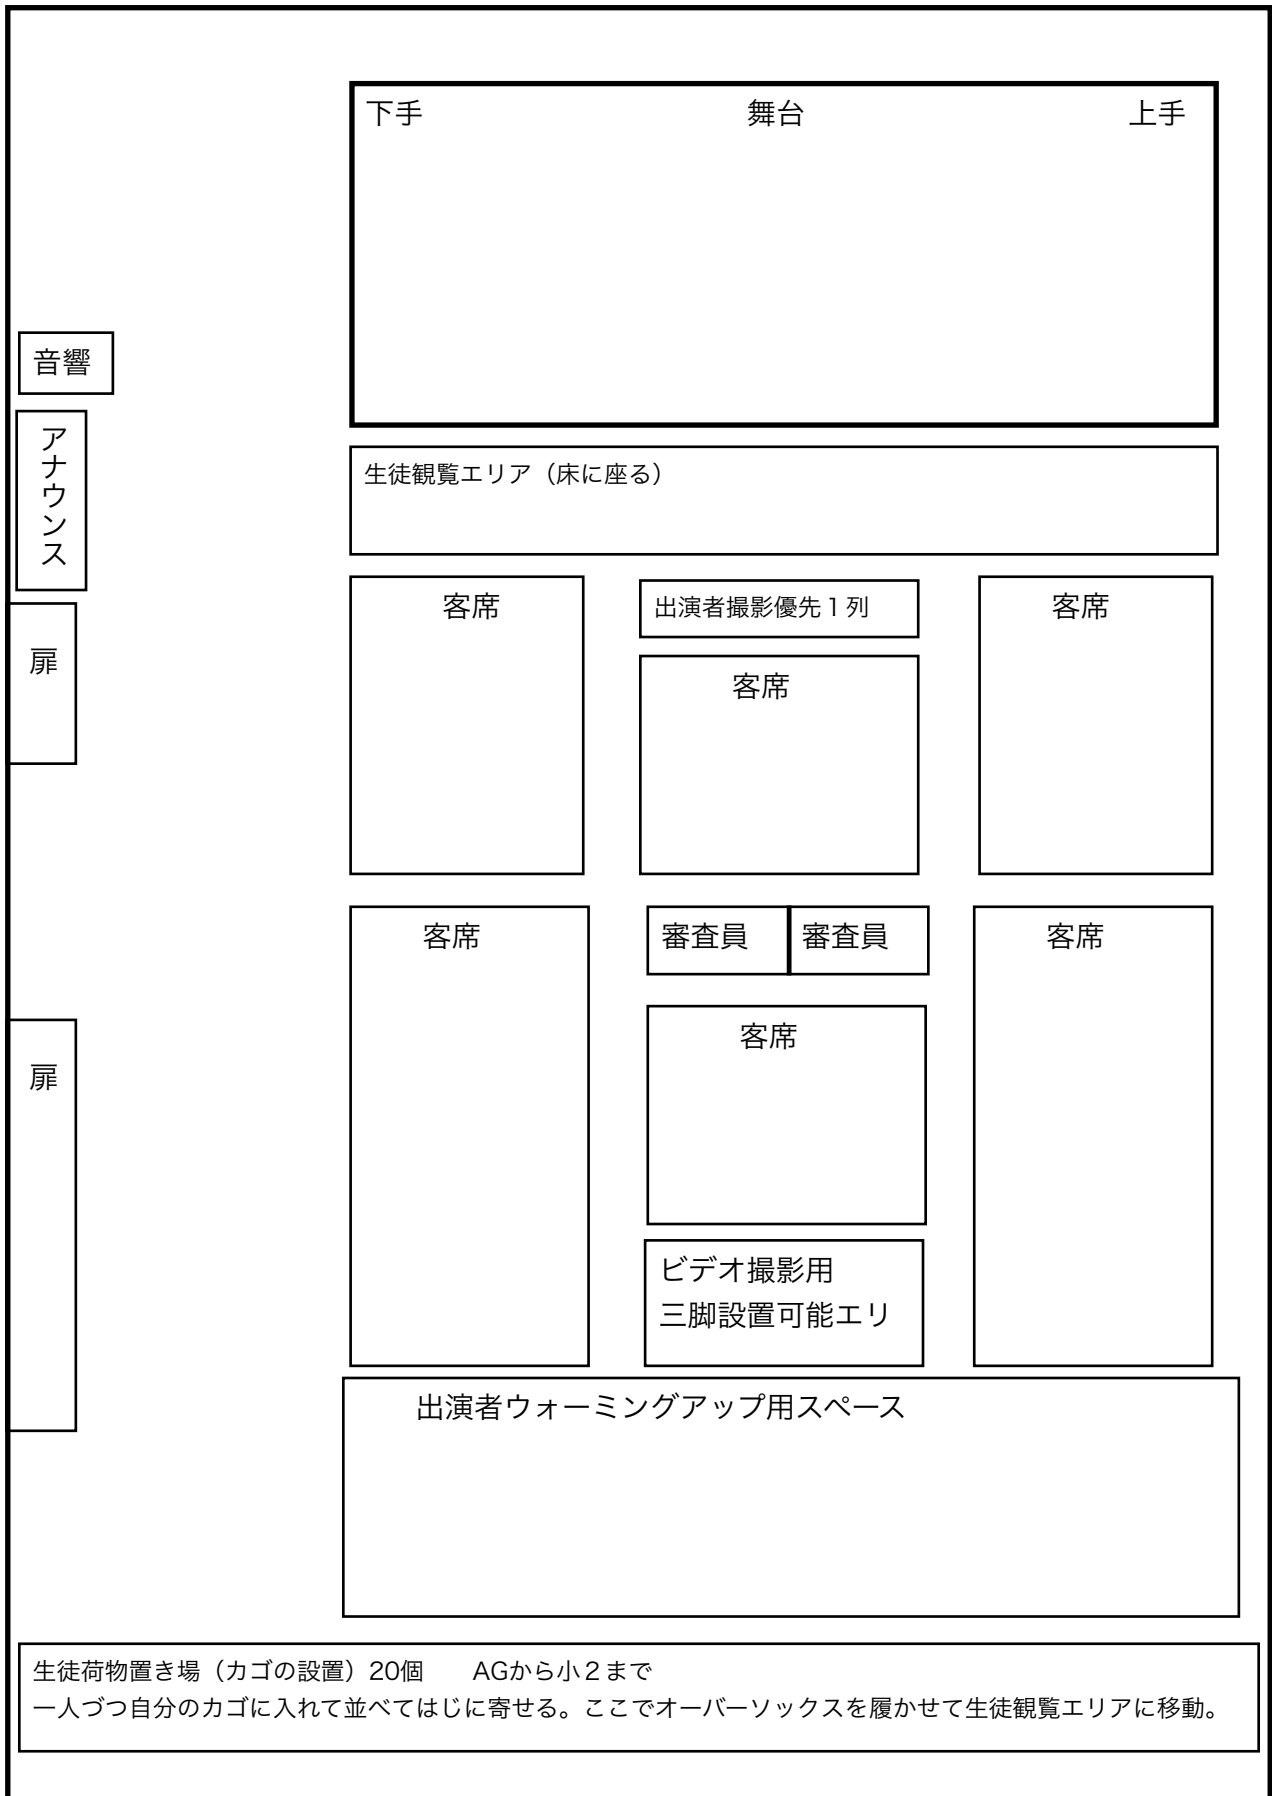 下手
舞台
上手
音響
アナウンス
生徒観覧エリア（床に座る）
客席
出演者撮影優先１列
客席
扉
客席
客席
審査員
審査員
客席
客席
扉
ビデオ撮影用
三脚設置可能エリ
出演者ウォーミングアップ用スペース
生徒荷物置き場（カゴの設置）20個　　AGから小２まで
一人づつ自分のカゴに入れて並べてはじに寄せる。ここでオーバーソックスを履かせて生徒観覧エリアに移動。